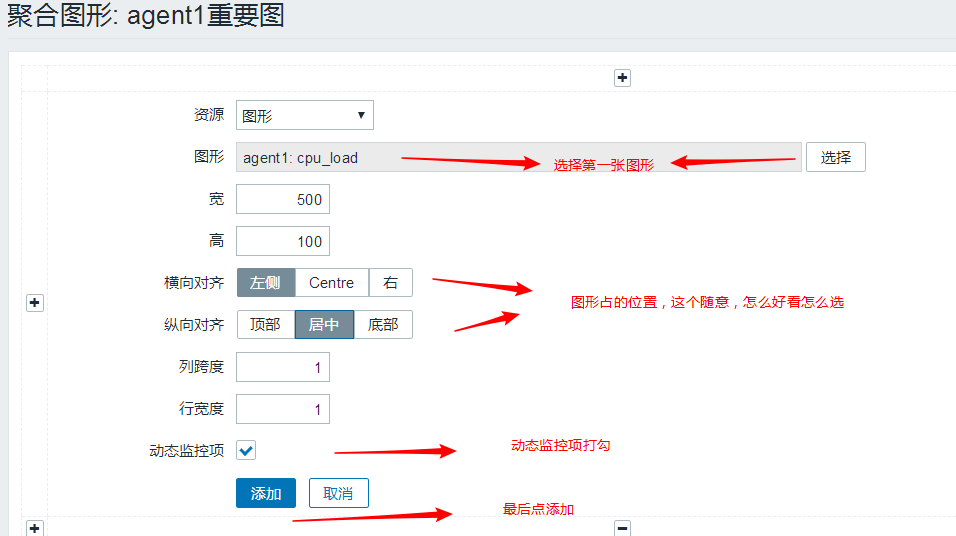 聚合图形: agent1重要图
资源 图形
图形 agent1: cpu_load 选择第一张图形 选择
宽 500
高 100
横向对齐 左侧 Centre 右
图形占的位置，这个随意，怎么好看怎么选
纵向对齐 顶部 居中 底部
列跨度 1
行宽度 1
动态监控项 动态监控项打勾
添加 取消
最后点添加